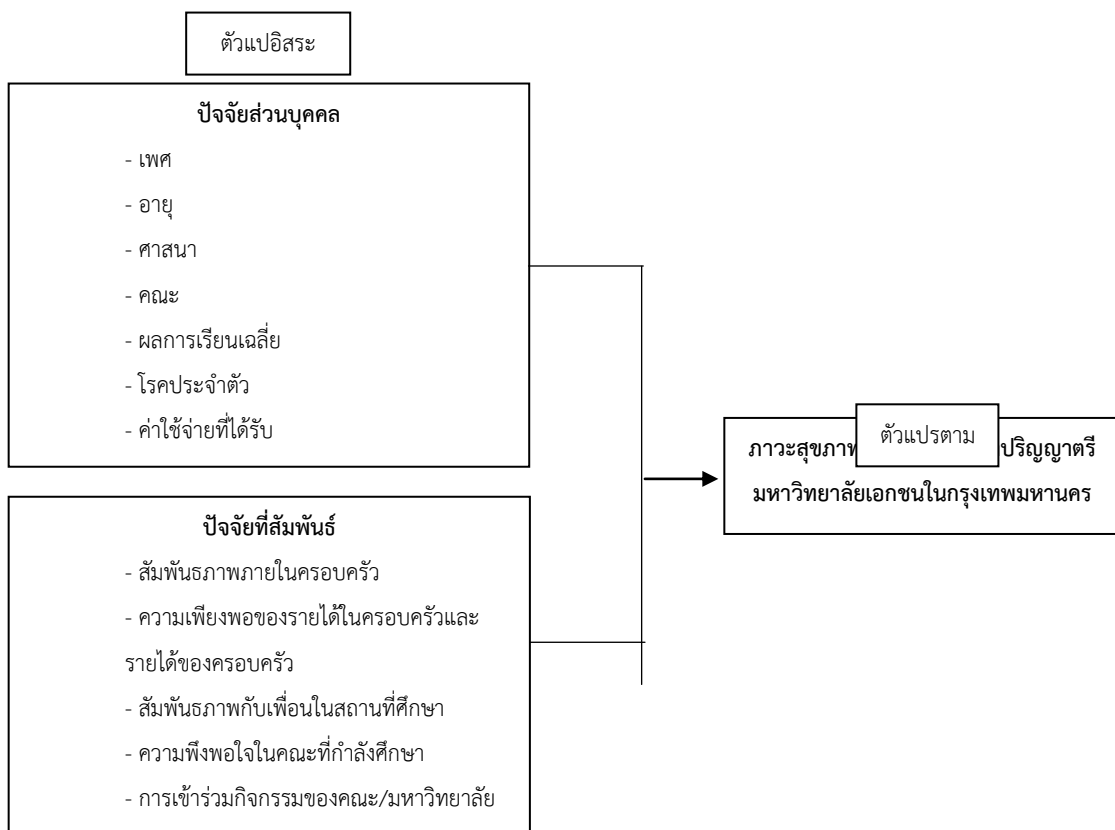 ตัวแปอิสระ
ปัจจัยส่วนบุคคล
- เพศ
- อายุ
- ศาสนา
- คณะ
- ผลการเรียนเฉลี่ย
- โรคประจำตัว
- ค่าใช้จ่ายที่ได้รับ
ปัจจัยที่สัมพันธ์
- สัมพันธภาพภายในครอบครัว
- ความเพียงพอของรายได้ในครอบครัวและ
รายได้ของครอบครัว
- สัมพันธภาพกับเพื่อนในสถานที่ศึกษา
- ความพึงพอใจในคณะที่กำลังศึกษา
- การเข้าร่วมกิจกรรมของคณะ/มหาวิทยาลัย
ตัวแปรตาม
ภาวะสุขภาพ ปริญญาตรี
มหาวิทยาลัยเอกชนในกรุงเทพมหานคร